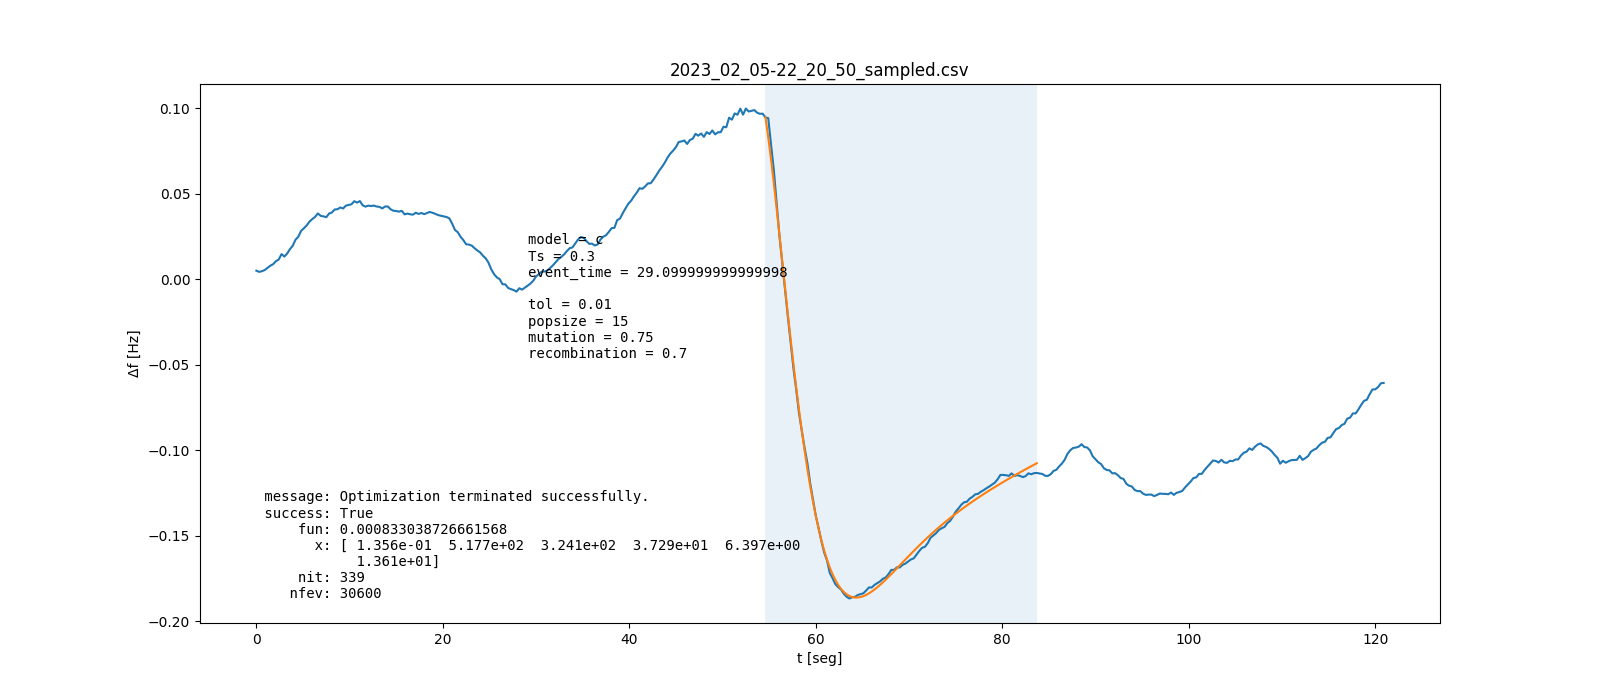 2023_02_05-22_20_50_sampled.csv
0.10
0.05
0.00
−0.05
−0.10
−0.15
−0.20
Δf [Hz]
model = c
Ts = 0.3
event_time = 29.099999999999998
tol = 0.01
popsize = 15
mutation = 0.75
recombination = 0.7
message: Optimization terminated successfully.
success: True
fun: 0.000833038726661568
x: [ 1.356e-01  5.177e+02  3.241e+02  3.729e+01  6.397e+00
1.361e+01]
nit: 339
nfev: 30600
0 20 40 60 80 100 120
t [seg]